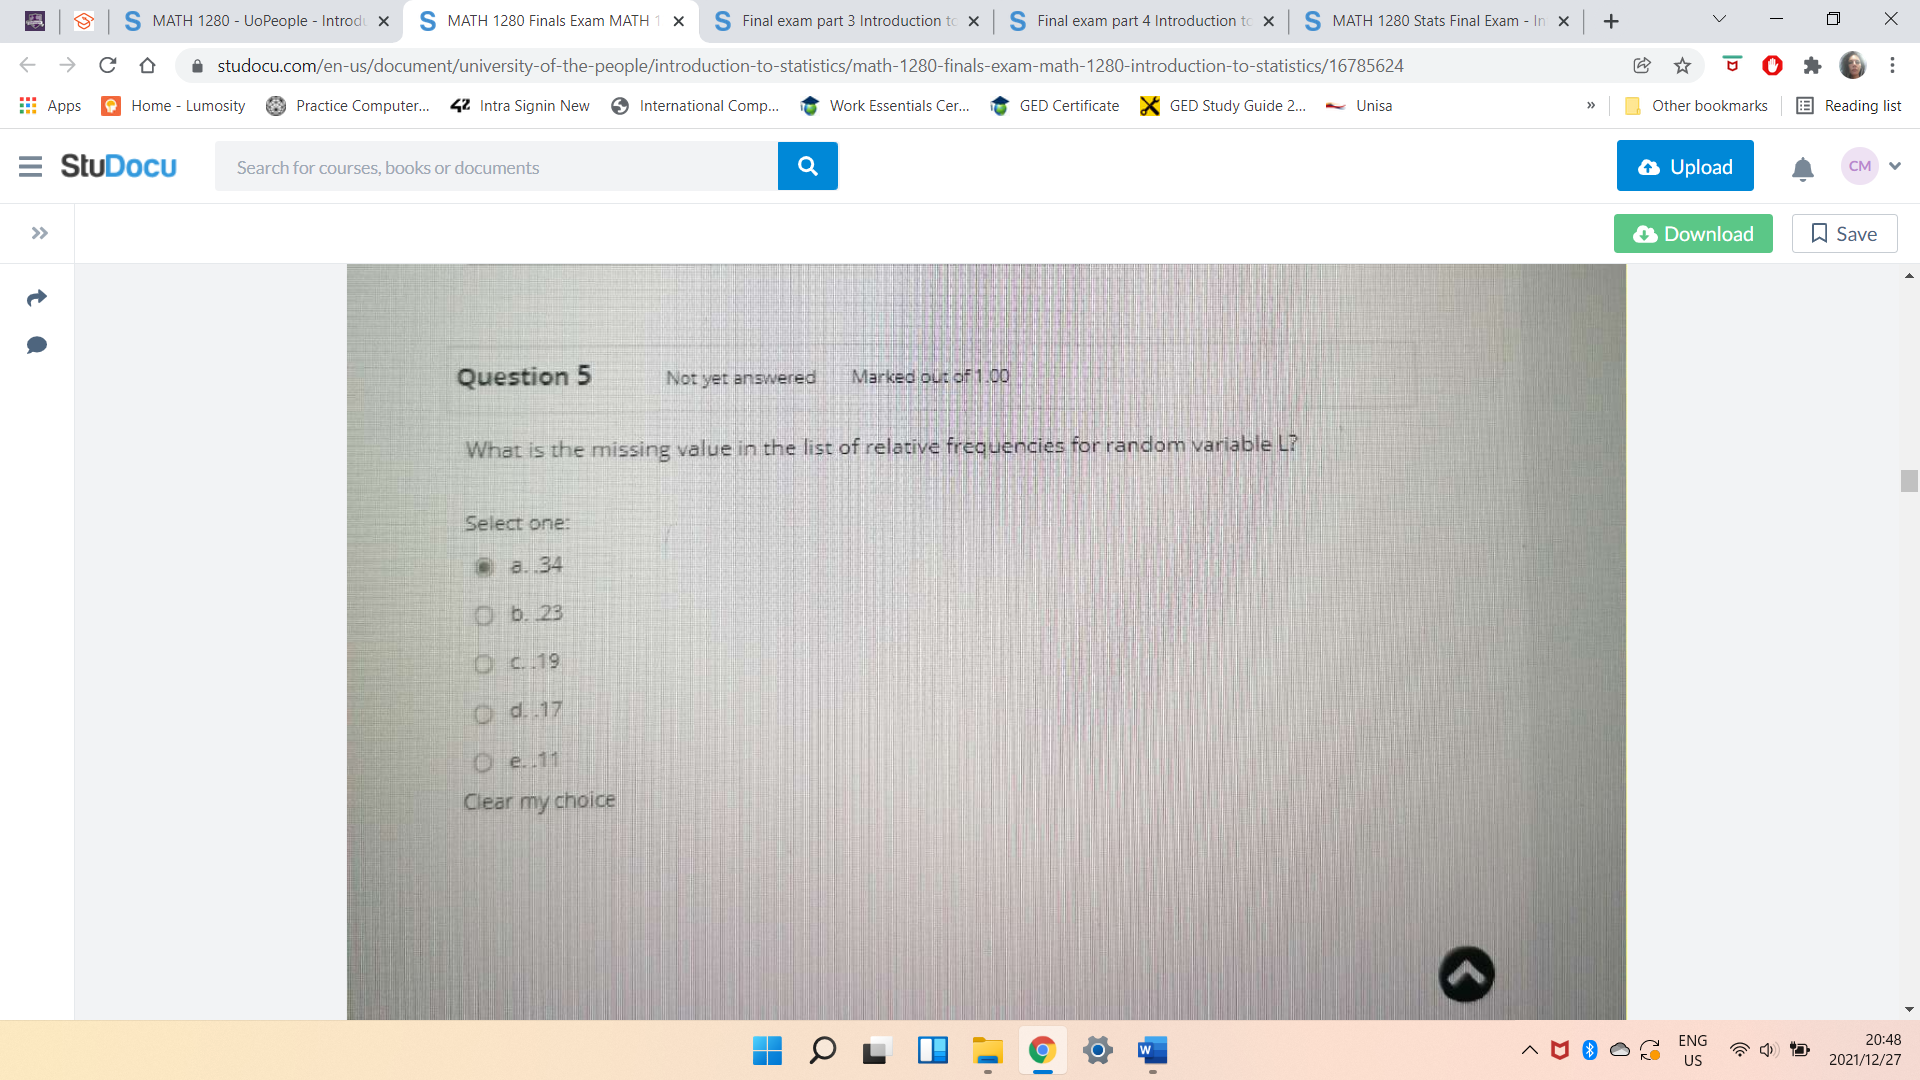 MATH 1280 - UoPeople - Introdu
MATH 1280 Finals Exam MATH 1
Final exam part 3 Introduction to
Final exam part 4 Introduction to
MATH 1280 Stats Final Exam - In
studocu.com/en-us/document/university-of-the-people/introduction-to-statistics/math-1280-finals-exam-math-1280-introduction-to-statistics/16785624
Apps
Home - Lumosity
Practice Computer...
Intra Signin New
International Comp...
Work Essentials Cer...
GED Certificate
GED Study Guide 2...
Unisa
»
Other bookmarks
Reading list
StuDocu
Search for courses, books or documents
Upload
CM
Download
Save
Question 5 Not yet answered Marked out of 1.00
What is the missing value in the list of relative frequencies for random variable L?
Select one:
a. .34
b. .23
c. .19
d. .17
e. .11
Clear my choice
ENG
US
20:48
2021/12/27